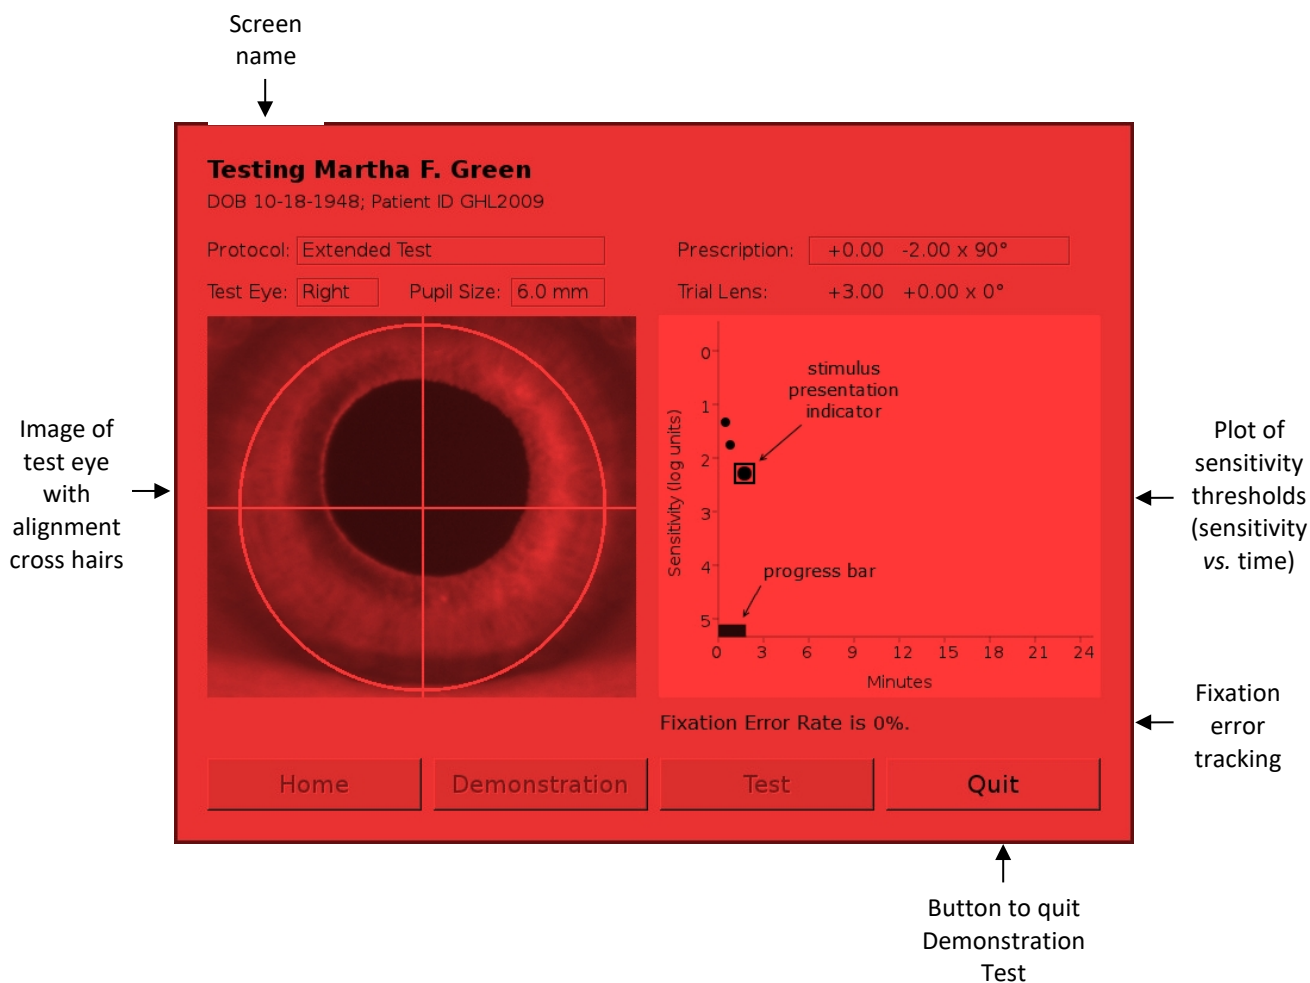 Screen
name
Testing Martha F. Green
DOB 10-18-1948; Patient ID GHL2009
Protocol: Extended Test
Prescription: +0.00 -2.00 x 90°
Test Eye: Right Pupil Size: 6.0 mm
Trial Lens: +3.00 +0.00 x 0°
Image of
test eye
with
alignment
cross hairs
Sensitivity (log units)
0
1
2
3
4
5
stimulus
presentation
indicator
progress bar
0 3 6 9 12 15 18 21 24
Minutes
Plot of
sensitivity
thresholds
(sensitivity
vs. time)
Fixation Error Rate is 0%.
Fixation
error
tracking
Home Demonstration Test Quit
Button to quit
Demonstration
Test